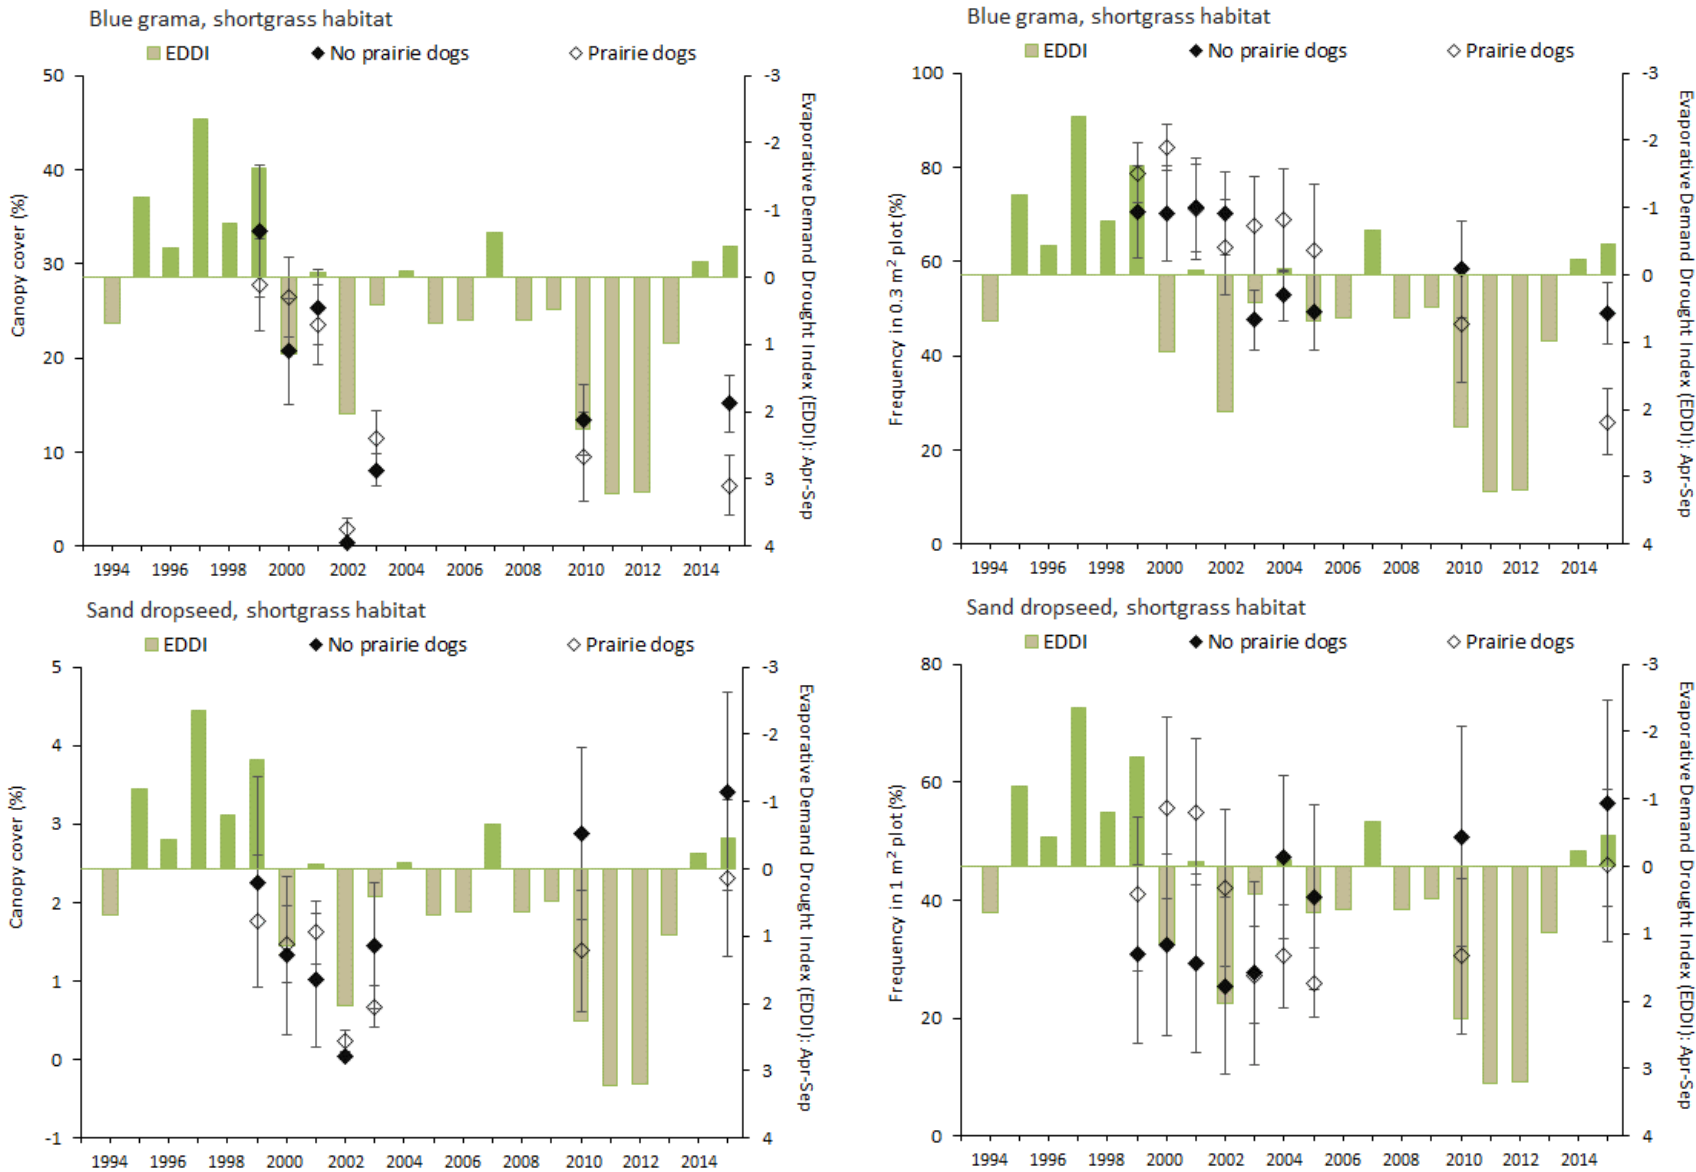 Blue grama, shortgrass habitat
EDDI No prairie dogs Prairie dogs
50
40
30
20
10
0
Canopy cover (%)
-3
-2
-1
0
1
2
3
4
Evaporative Demand Drought Index (EDDI): Apr-Sep
1994 1996 1998 2000 2002 2004 2006 2008 2010 2012 2014
Blue grama, shortgrass habitat
EDDI No prairie dogs Prairie dogs
100
80
60
40
20
0
Frequency in 0.3 m² plot (%)
-3
-2
-1
0
1
2
3
4
Evaporative Demand Drought Index (EDDI): Apr-Sep
1994 1996 1998 2000 2002 2004 2006 2008 2010 2012 2014
Sand dropseed, shortgrass habitat
EDDI No prairie dogs Prairie dogs
5
4
3
2
1
0
-1
Canopy cover (%)
-3
-2
-1
0
1
2
3
4
Evaporative Demand Drought Index (EDDI): Apr-Sep
1994 1996 1998 2000 2002 2004 2006 2008 2010 2012 2014
Sand dropseed, shortgrass habitat
EDDI No prairie dogs Prairie dogs
80
60
40
20
0
Frequency in 1 m² plot (%)
-3
-2
-1
0
1
2
3
4
Evaporative Demand Drought Index (EDDI): Apr-Sep
1994 1996 1998 2000 2002 2004 2006 2008 2010 2012 2014